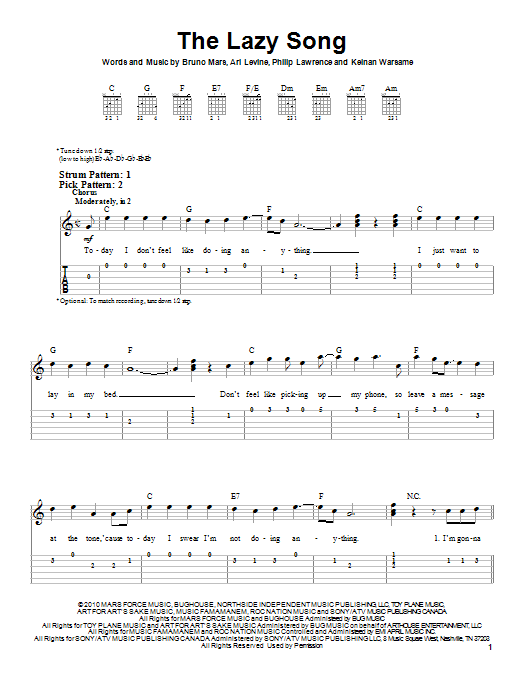 The Lazy Song
Words and Music by Bruno Mars, Ari Levine, Philip Lawrence and Keinan Warsame
C G F E7 F/E Dm Em Am7 Am
*Tune down 1/2 step:
(low to high) E♭-A♭-D♭-G♭-B♭-E♭
Strum Pattern: 1
Pick Pattern: 2
Chorus
Moderately, in 2
C G F C
mf
To-day I don't feel like do-ing an-y-thing. I just want to
*Optional: To match recording, tune down 1/2 step.
G F C G F
lay in my bed. Don't feel like pick-ing up my phone, so leave a mes-sage
C E7 F N.C.
at the tone, 'cause to-day I swear I'm not do-ing an-y-thing. 1. I'm gon-na
©2010 MARS FORCE MUSIC, BUGHOUSE, NORTHSIDE INDEPENDENT MUSIC PUBLISHING, LLC, TOY PLANE MUSIC,
ART FOR ART'S SAKE MUSIC, MUSIC FAMAMANEM, ROC NATION MUSIC and SONY/ATV MUSIC PUBLISHING CANADA
All Rights for MARS FORCE MUSIC and BUGHOUSE Administered by BUG MUSIC
All Rights for TOY PLANE MUSIC and ART FOR ART'S SAKE MUSIC Administered by BUG MUSIC on behalf of ARTHOUSE ENTERTAINMENT, LLC
All Rights for MUSIC FAMAMANEM and ROC NATION MUSIC Controlled and Administered by EMI APRIL MUSIC INC.
All Rights for SONY/ATV MUSIC PUBLISHING CANADA Administered by SONY/ATV MUSIC PUBLISHING LLC, 8 Music Square West, Nashville, TN 37203
All Rights Reserved Used by Permission
1